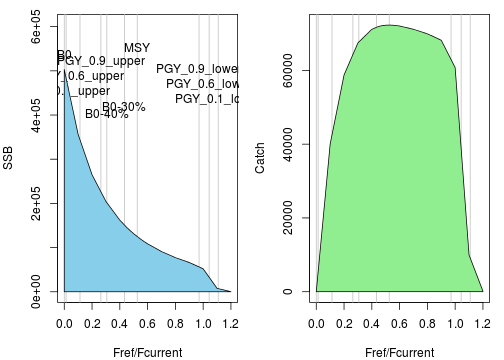 B0
PGY_0.9_upper
MSY
PGY_0.9_lowe
Y_0.6_upper
PGY_0.6_low
_upper
PGY_0.1_lo
B0-30%
B0-40%
SSB
0e+00
2e+05
4e+05
6e+05
0.0 0.2 0.4 0.6 0.8 1.0 1.2
Fref/Fcurrent
Catch
0
20000
40000
60000
0.0 0.2 0.4 0.6 0.8 1.0 1.2
Fref/Fcurrent